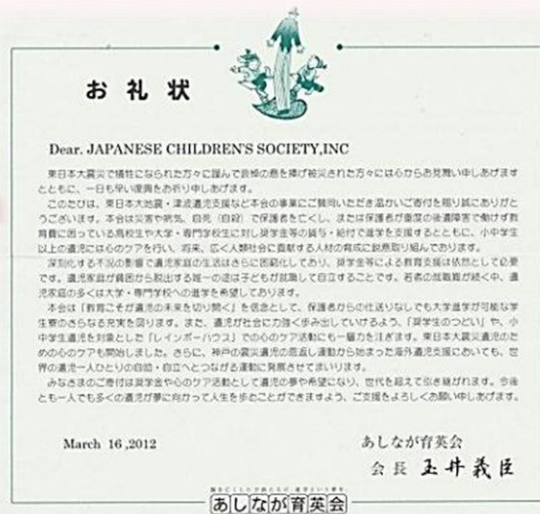 お礼状
Dear. JAPANESE CHILDREN'S SOCIETY,INC
東日本大震災で犠牲になられた方々に謹んで哀悼の意を捧げ被災された方々には心からお見舞い申しあげます
とともに、一日も早い復興をお祈り申しあげます。
このたびは、東日本大地震・津波遺児支援など本会の事業にご賛同いただき温かいご寄付を賜り誠にありがと
うございます。本会は災害や病気、自死（自殺）で保護者を亡くし、または保護者が重度の後遺障害で働けず教
育費に困っている高校生や大学・専門学校生に対し奨学金等の貸与・給付で進学を支援するとともに、小中学生
以上の遺児には心のケアを行い、将来、広く人類社会に貢献する人材の育成に鋭意取り組んでおります。
深刻化する不況の影響で遺児家庭の生活はさらに困窮化しており、奨学金等による教育支援は依然として必要
です。遺児家庭が貧困から脱出する唯一の途は子どもが就職して自立することです。若者の就職難が続く中、遺
児家庭の多くは大学・専門学校への進学を希望しております。
本会は「教育こそが遺児の未来を切り開く」を信念として、保護者からの仕送りなしでも大学進学が可能な学
生寮のさらなる充実を図ります。また、遺児が社会に力強く歩み出していけるよう、「奨学生のつどい」や、小
中学生遺児を対象とした「レインボーハウス」での心のケア活動にも一層力を注ぎます。東日本大震災遺児のた
めの心のケアも開始しました。さらに、神戸の震災遺児の恩返し運動から始まった海外遺児支援においても、世
界の遺児一人ひとりの自助・自立へとつながる運動に発展させてまいります。
みなさまのご寄付は奨学金や心のケア活動として遺児の夢や希望になり、世代を超えて引き継がれます。今後
とも一人でも多くの遺児が夢に向かって人生を歩むことができますよう、ご支援をよろしくお願い申しあげます。
March 16 ,2012
あしなが育英会
会長 玉井義臣
あしなが育英会